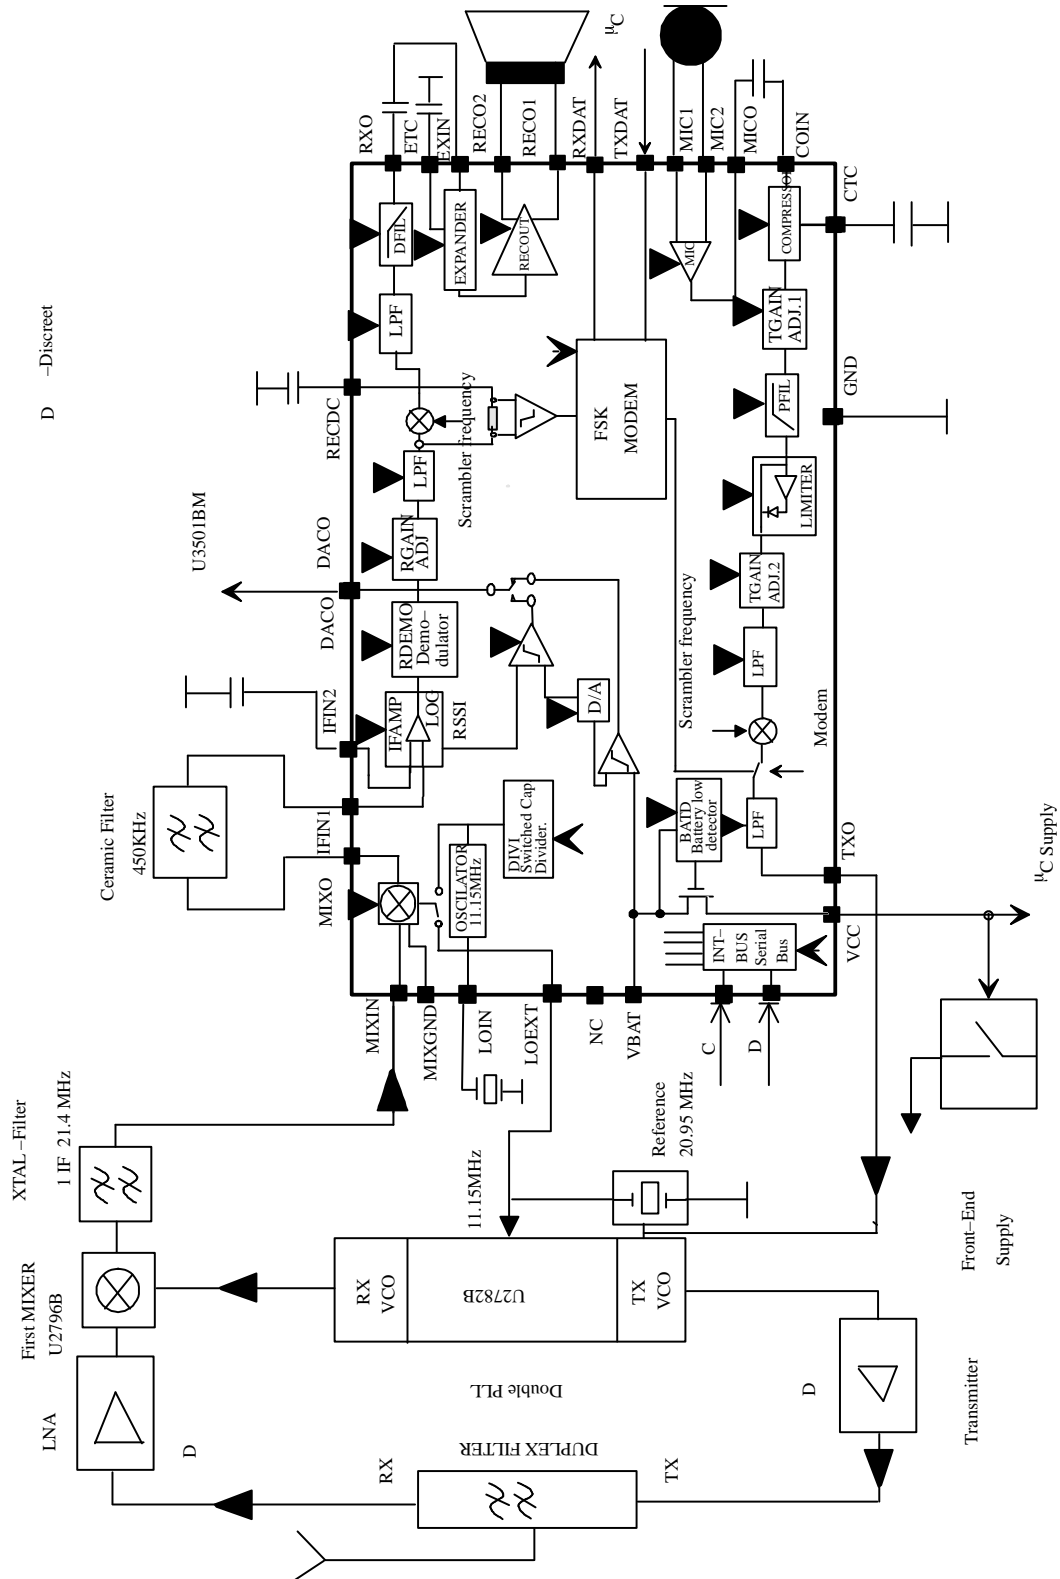 D –Discreet
U3501BM
RXO
ETC
EXIN
RECO2
RECO1
RXDAT
µC
TXDAT
MIC1
MIC2
MICO
COIN
CTC
GND
VCC
TXO
DFIL
EXPANDER
RECOUT
MIC
COMPRESSOR
LPF
TGAIN
ADJ.1
PFIL
LIMITER
TGAIN
ADJ.2
LPF
LPF
Modem
Scrambler frequency
FSK
MODEM
Scrambler frequency
RECDC
LPF
RGAIN
ADJ
DACO
DACO
RDEMO
Demo–
dulator
IFAMP
LOG
RSSI
IFIN2
IFIN1
Ceramic Filter
450KHz
D/A
BATD
Battery low
detector
DIVI
Switched Cap
Divider.
OSCILATOR
11.15MHz
INT–
BUS
Serial
Bus
MIXO
MIXIN
MIXGND
LOIN
LOEXT
NC
VBAT
C
D
µC Supply
Front–End
Supply
XTAL –Filter
1 IF 21.4 MHz
11.15MHz
Reference
20.95 MHz
First MIXER
U2796B
RX
VCO
U2782B
TX
VCO
Double PLL
LNA
D
D
Transmitter
DUPLEX FILTER
RX
TX